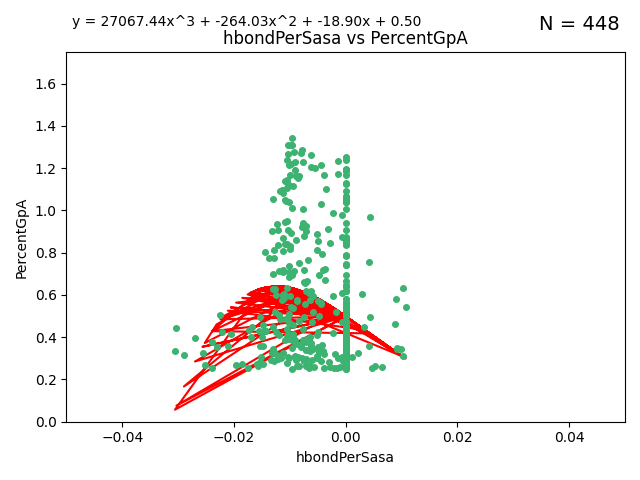 y = 27067.44x^3 + -264.03x^2 + -18.90x + 0.50
N = 448
hbondPerSasa vs PercentGpA
PercentGpA
1.6
1.4
1.2
1.0
0.8
0.6
0.4
0.2
0.0
−0.04 −0.02 0.00 0.02 0.04
hbondPerSasa